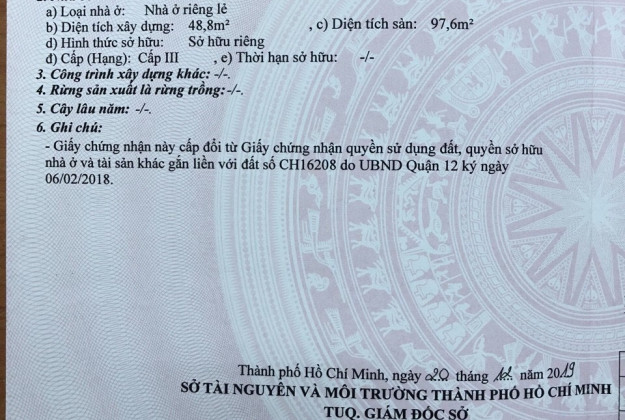 a) Loại nhà ở: Nhà ở riêng lẻ
b) Diện tích xây dựng: 48,8m² , c) Diện tích sàn: 97,6m²
d) Hình thức sở hữu: Sở hữu riêng
đ) Cấp (Hạng): Cấp III , e) Thời hạn sở hữu: -/-
3. Công trình xây dựng khác: -/-.
4. Rừng sản xuất là rừng trồng:-/-.
5. Cây lâu năm: -/-.
6. Ghi chú:
- Giấy chứng nhận này cấp đổi từ Giấy chứng nhận quyền sử dụng đất, quyền sở hữu
nhà ở và tài sản khác gắn liền với đất số CH16208 do UBND Quận 12 ký ngày
06/02/2018.
Thành phố Hồ Chí Minh, ngày 20 tháng 12 năm 2019
SỞ TÀI NGUYÊN VÀ MÔI TRƯỜNG THÀNH PHỐ HỒ CHÍ MINH
TUQ. GIÁM ĐỐC SỞ